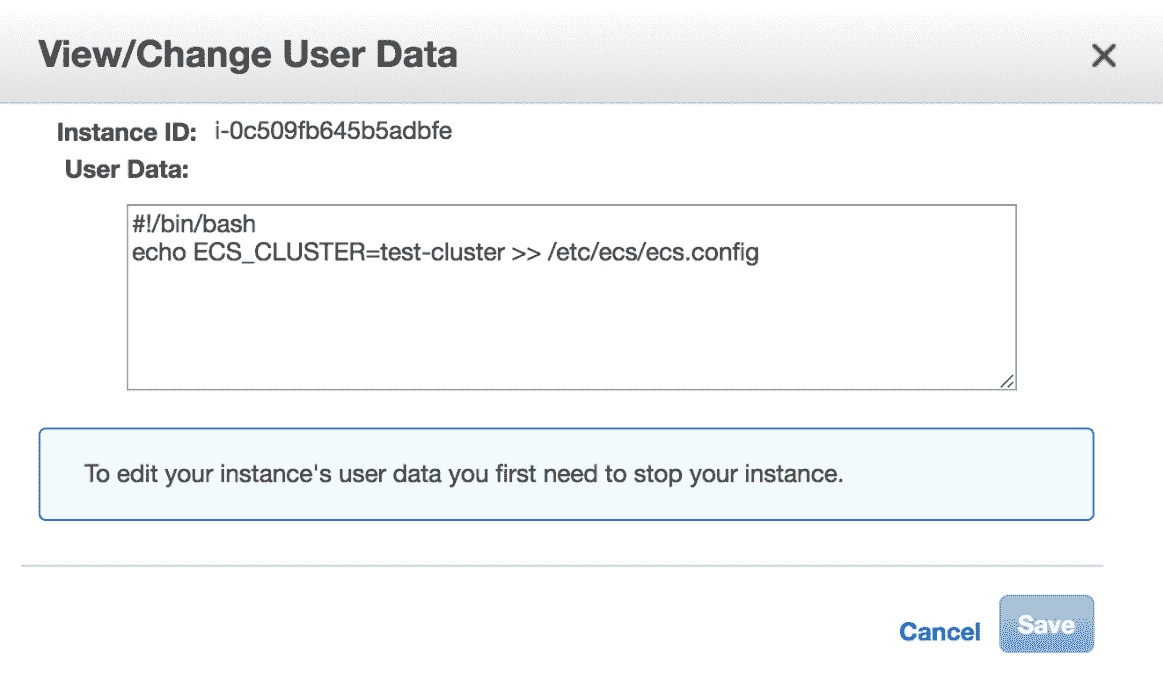 View/Change User Data
Instance ID: i-0c509fb645b5adbfe
User Data:
#!/bin/bash
echo ECS_CLUSTER=test-cluster >> /etc/ecs/ecs.config
To edit your instance's user data you first need to stop your instance.
Cancel Save